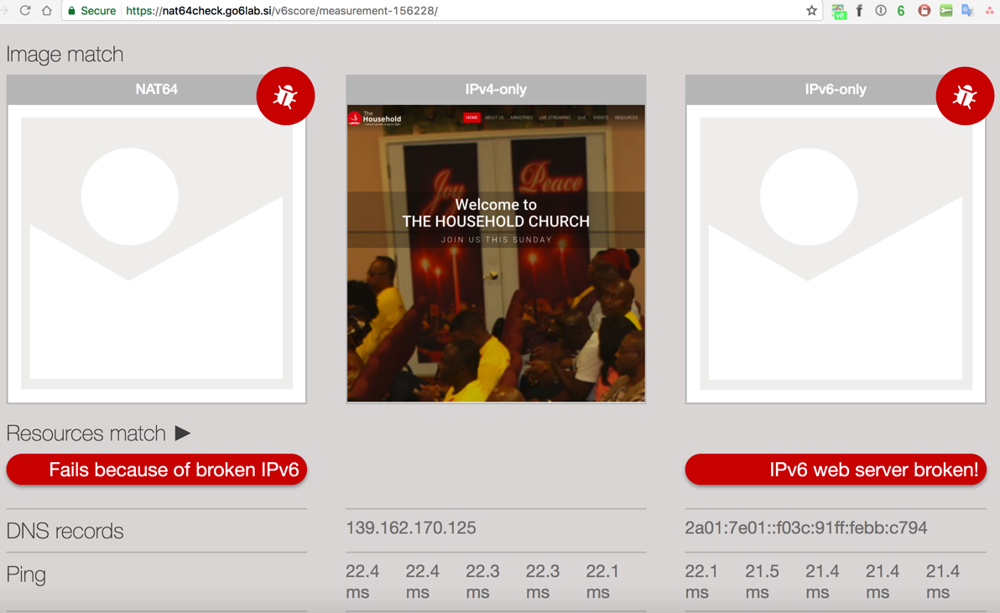 Secure
https://nat64check.go6lab.si/v6score/measurement-156228/
v6
f
6
Image match
NAT64
IPv4-only
IPv6-only
The
Household
HOME ABOUT US MINISTRIES LIVE STREAMING GIVE EVENTS RESOURCES
Joy
Peace
Welcome to
THE HOUSEHOLD CHURCH
JOIN US THIS SUNDAY
Resources match
Fails because of broken IPv6
IPv6 web server broken!
DNS records
139.162.170.125
2a01:7e01::f03c:91ff:febb:c794
Ping
22.4 22.4 22.3 22.3 22.1
ms ms ms ms ms
22.1 21.5 21.4 21.4 21.4
ms ms ms ms ms